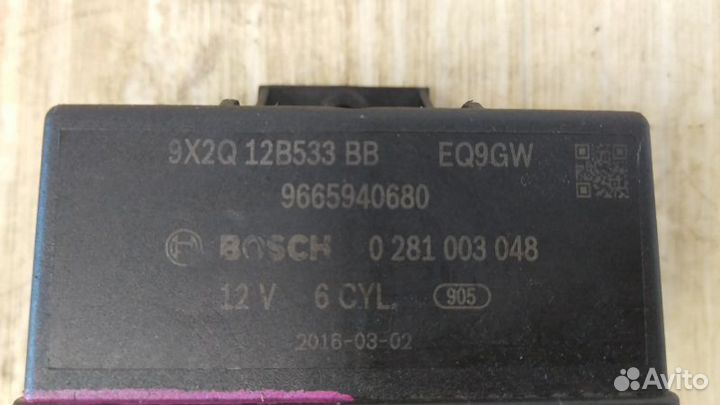 9X2Q 12B533 BB EQ9GW
9665940680
BOSCH 0 281 003 048
12 V 6 CYL. 905
2016-03-02
Avito